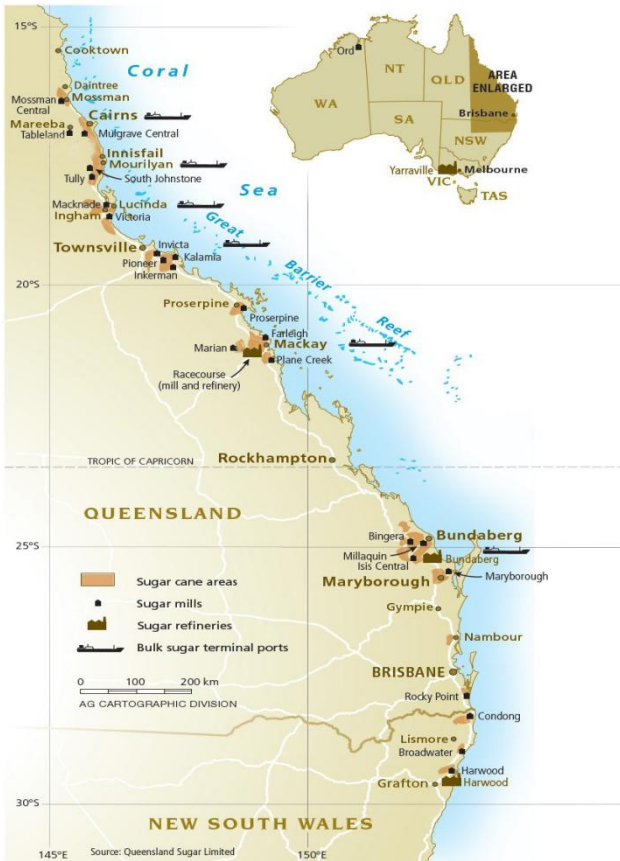 15°S
Cooktown
Coral
Daintree
Mossman
Mossman
Central
Cairns
Mareeba
Tableland
Mulgrave Central
Innisfail
Mourilyan
South Johnstone
Tully
Sea
Macknade
Lucinda
Ingham
Victoria
Great
Townsville
Invicta
Pioneer
Kalamia
Inkerman
Barrier
20°S
Proserpine
Proserpine
Reef
Farleigh
Mackay
Marian
Plane Creek
Racecourse
(mill and refinery)
Ord
NT
QLD
AREA
ENLARGED
WA
Brisbane
SA
NSW
Yarraville
Melbourne
VIC
TAS
Rockhampton
TROPIC OF CAPRICORN
QUEENSLAND
Bingera
Bundaberg
25°S
Millaquin
Isis Central
Bundaberg
Maryborough
Maryborough
Gympie
Nambour
BRISBANE
Rocky Point
Condong
Lismore
Broadwater
Harwood
Harwood
Grafton
Sugar cane areas
Sugar mills
Sugar refineries
Bulk sugar terminal ports
0 100 200 km
AG CARTOGRAPHIC DIVISION
30°S
NEW SOUTH WALES
145°E
Source: Queensland Sugar Limited
150°E